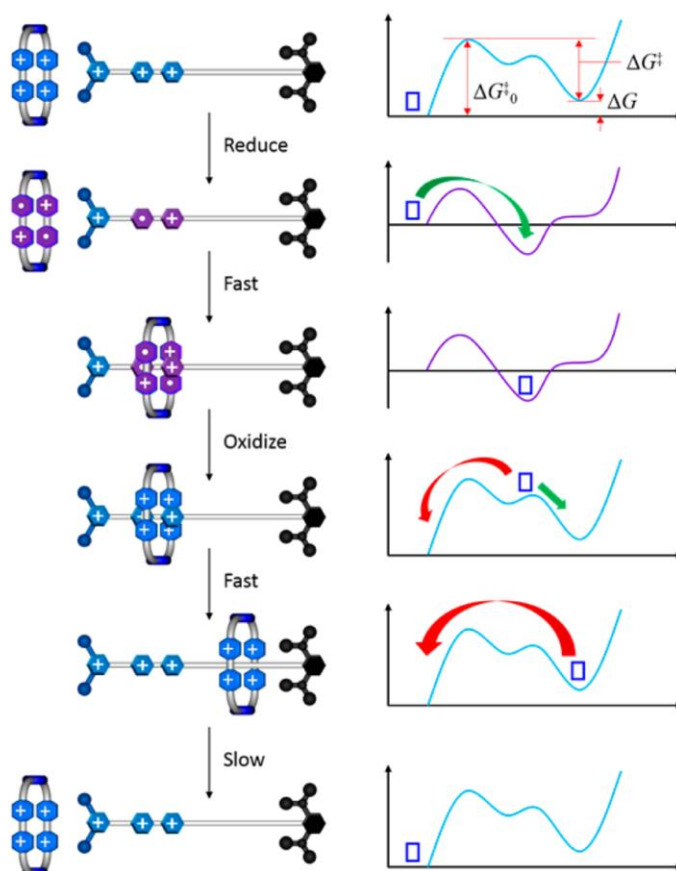 ΔG‡₀
ΔG‡
ΔG
Reduce
Fast
Oxidize
Fast
Slow